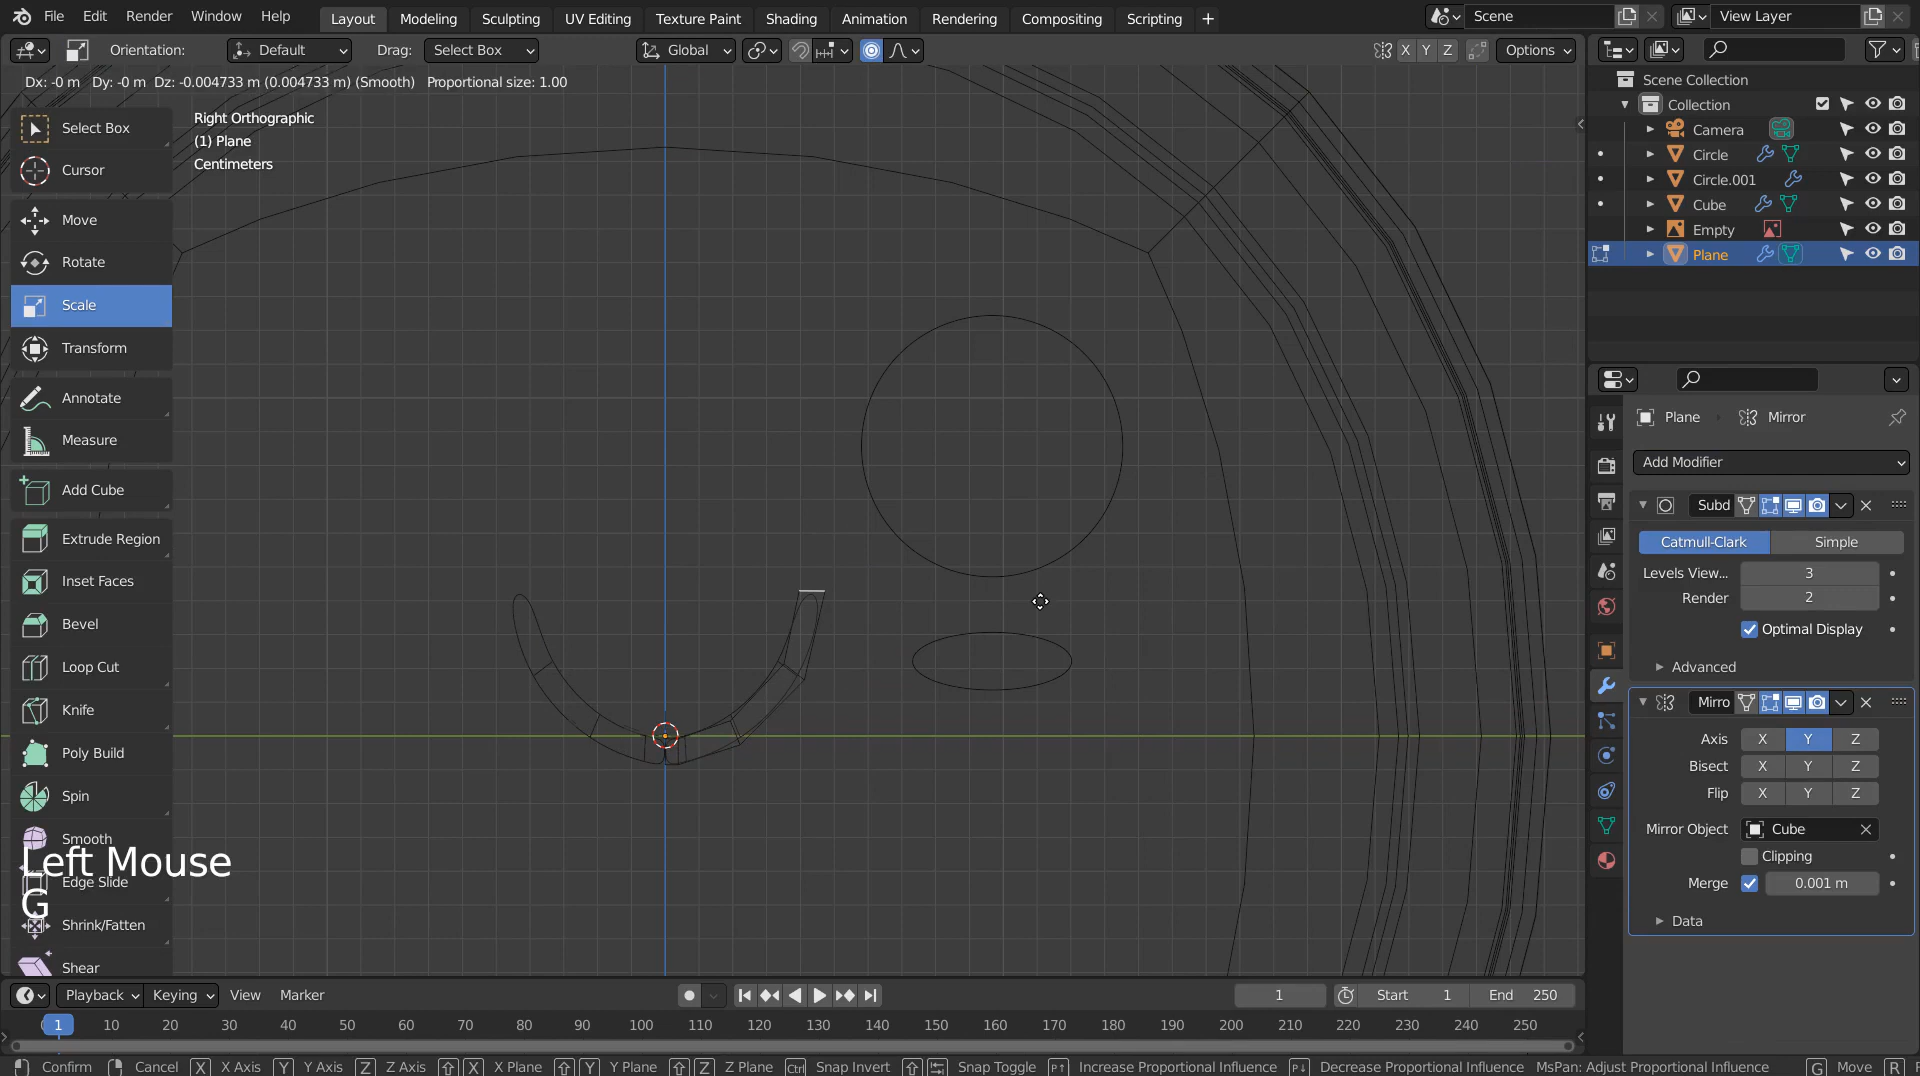 File Edit Render Window Help Layout Modeling Sculpting UV Editing Texture Paint Shading Animation Rendering Compositing Scripting + Scene View Layer
Orientation: Default Drag: Select Box Global X Y Z Options
Dx: -0 m Dy: -0 m Dz: -0.004733 m (0.004733 m) (Smooth) Proportional size: 1.00
Right Orthographic
(1) Plane
Centimeters
Select Box
Cursor
Move
Rotate
Scale
Transform
Annotate
Measure
Add Cube
Extrude Region
Inset Faces
Bevel
Loop Cut
Knife
Poly Build
Spin
Smooth
Edge Slide
Shrink/Fatten
Shear
Left Mouse
G
Scene Collection
Collection
Camera
Circle
Circle.001
Cube
Empty
Plane
Plane Mirror
Add Modifier
Subd
Catmull-Clark Simple
Levels View... 3
Render 2
Optimal Display
Advanced
Mirro
Axis X Y Z
Bisect X Y Z
Flip X Y Z
Mirror Object Cube
Clipping
Merge 0.001 m
Data
Playback Keying View Marker 1 Start 1 End 250
1 10 20 30 40 50 60 70 80 90 100 110 120 130 140 150 160 170 180 190 200 210 220 230 240 250
Confirm Cancel X X Axis Y Y Axis Z Z Axis X X Plane Y Y Plane Z Z Plane Ctrl Snap Invert Snap Toggle Increase Proportional Influence Decrease Proportional Influence MsPan: Adjust Proportional Influence G Move R